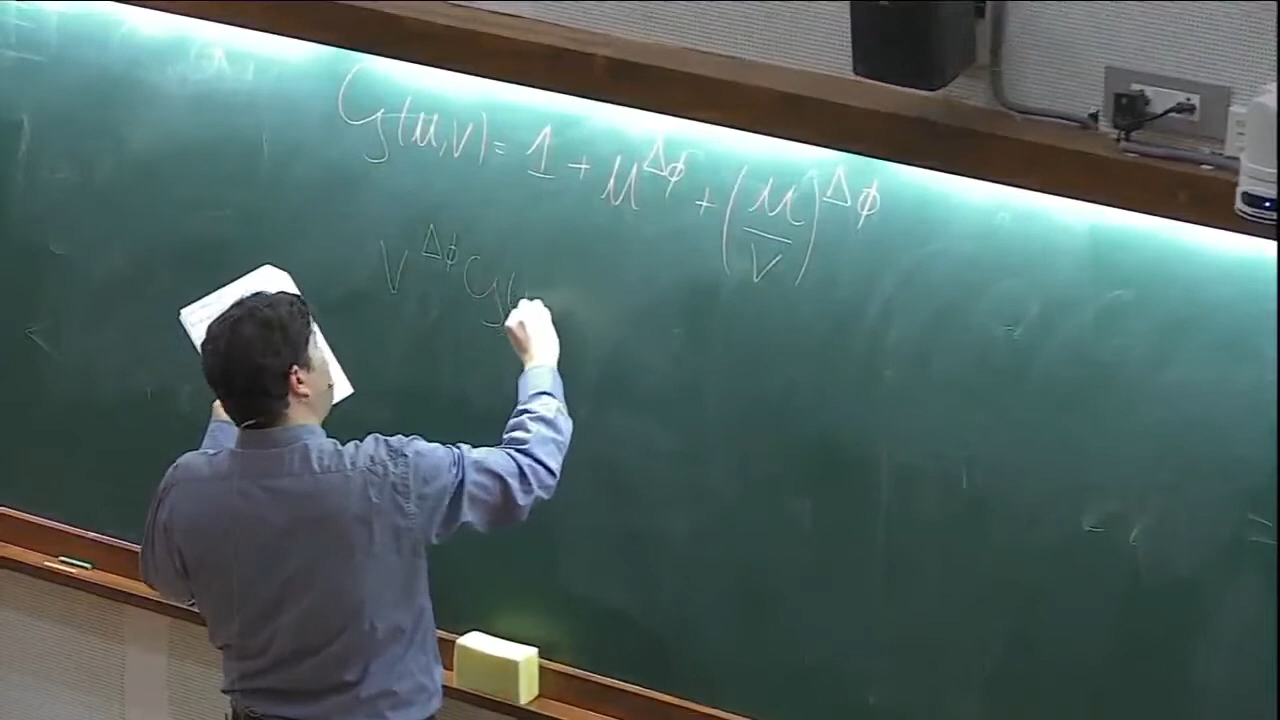 𝒢(u,v) = 1 + u^{Δϕ} + (u/v)^{Δϕ}
v^{Δϕ} 𝒢(